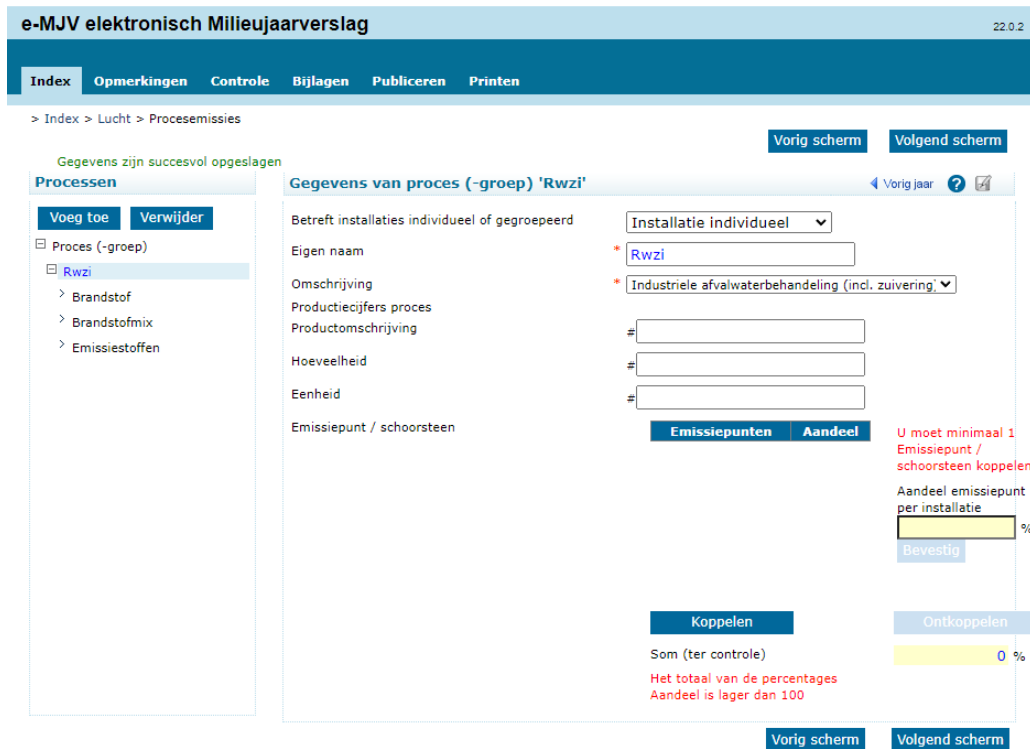 e-MJV elektronisch Milieujaarverslag 22.0.2
Index Opmerkingen Controle Bijlagen Publiceren Printen
> Index > Lucht > Procesemissies
Vorig scherm Volgend scherm
Gegevens zijn succesvol opgeslagen
Processen
Voeg toe Verwijder
Proces (-groep)
Rwzi
Brandstof
Brandstofmix
Emissiestoffen
Gegevens van proces (-groep) 'Rwzi' Vorig jaar ?
Betreft installaties individueel of gegroepeerd Installatie individueel
Eigen naam * Rwzi
Omschrijving * Industriele afvalwaterbehandeling (incl. zuivering)
Productiecijfers proces
Productomschrijving #
Hoeveelheid #
Eenheid #
Emissiepunt / schoorsteen Emissiepunten Aandeel
U moet minimaal 1
Emissiepunt /
schoorsteen koppelen
Aandeel emissiepunt
per installatie
%
Bevestig
Koppelen Ontkoppelen
Som (ter controle) 0 %
Het totaal van de percentages
Aandeel is lager dan 100
Vorig scherm Volgend scherm